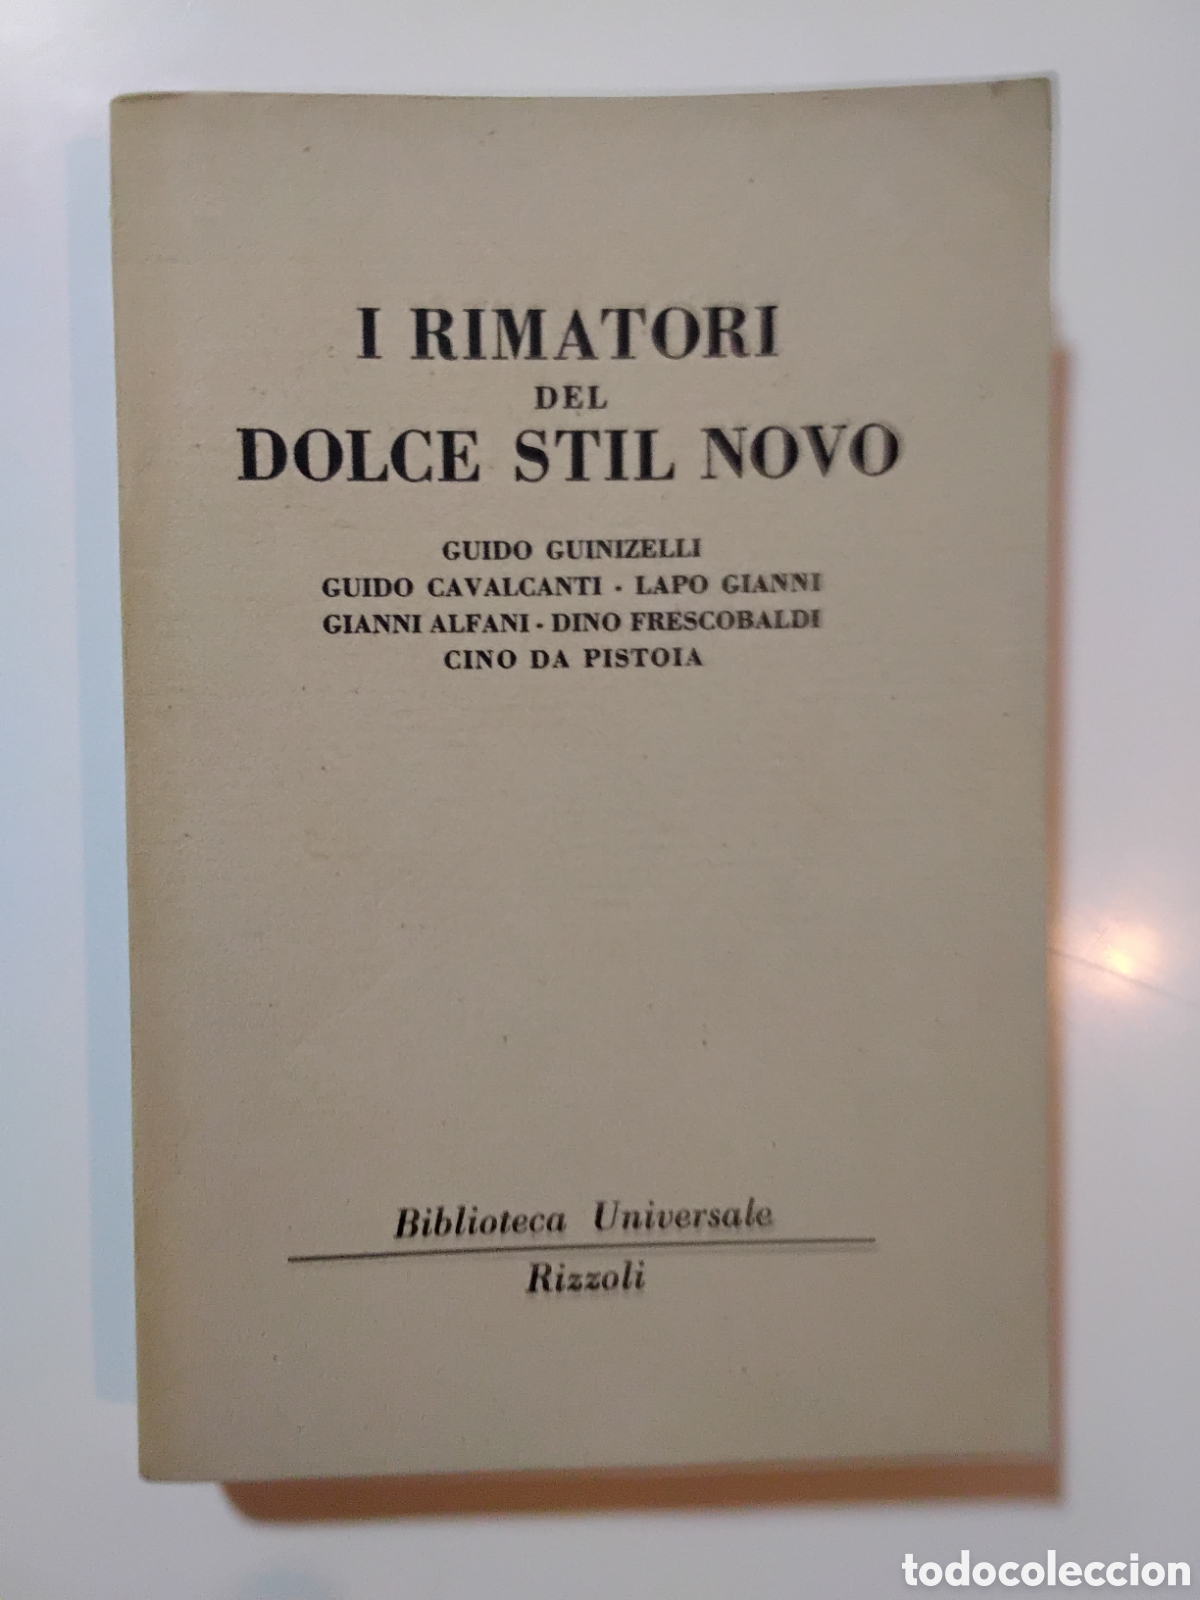 I RIMATORI
DEL
DOLCE STIL NOVO
GUIDO GUINIZELLI
GUIDO CAVALCANTI · LAPO GIANNI
GIANNI ALFANI - DINO FRESCOBALDI
CINO DA PISTOIA
Biblioteca Universale
Rizzoli
todocoleccion